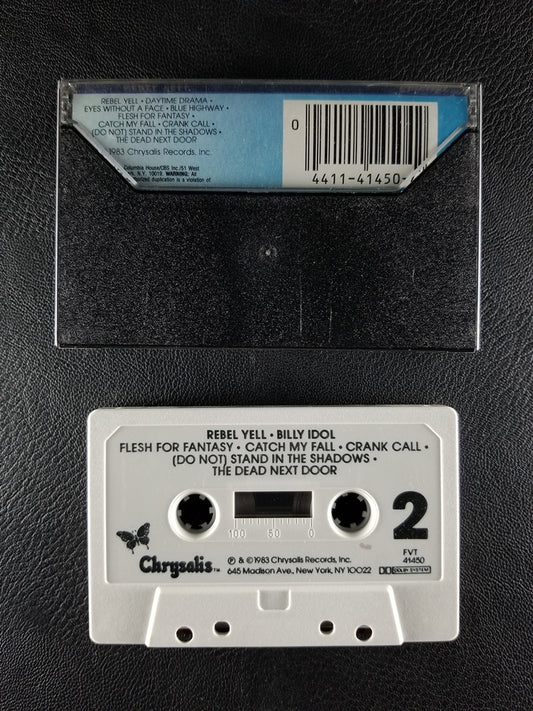 REBEL YELL • DAYTIME DRAMA •
EYES WITHOUT A FACE • BLUE HIGHWAY •
FLESH FOR FANTASY •
CATCH MY FALL • CRANK CALL •
(DO NOT) STAND IN THE SHADOWS •
THE DEAD NEXT DOOR
1983 Chrysalis Records, Inc.
Columbia House/CBS Inc./51 West
N.Y. 10019. WARNING: All
duplication is a violation of
0
4411-41450-
REBEL YELL • BILLY IDOL
FLESH FOR FANTASY • CATCH MY FALL • CRANK CALL •
(DO NOT) STAND IN THE SHADOWS •
THE DEAD NEXT DOOR
2
100 50 0
Chrysalis™
℗ & © 1983 Chrysalis Records, Inc.
645 Madison Ave., New York, NY 10022
FVT
41450
DOLBY SYSTEM